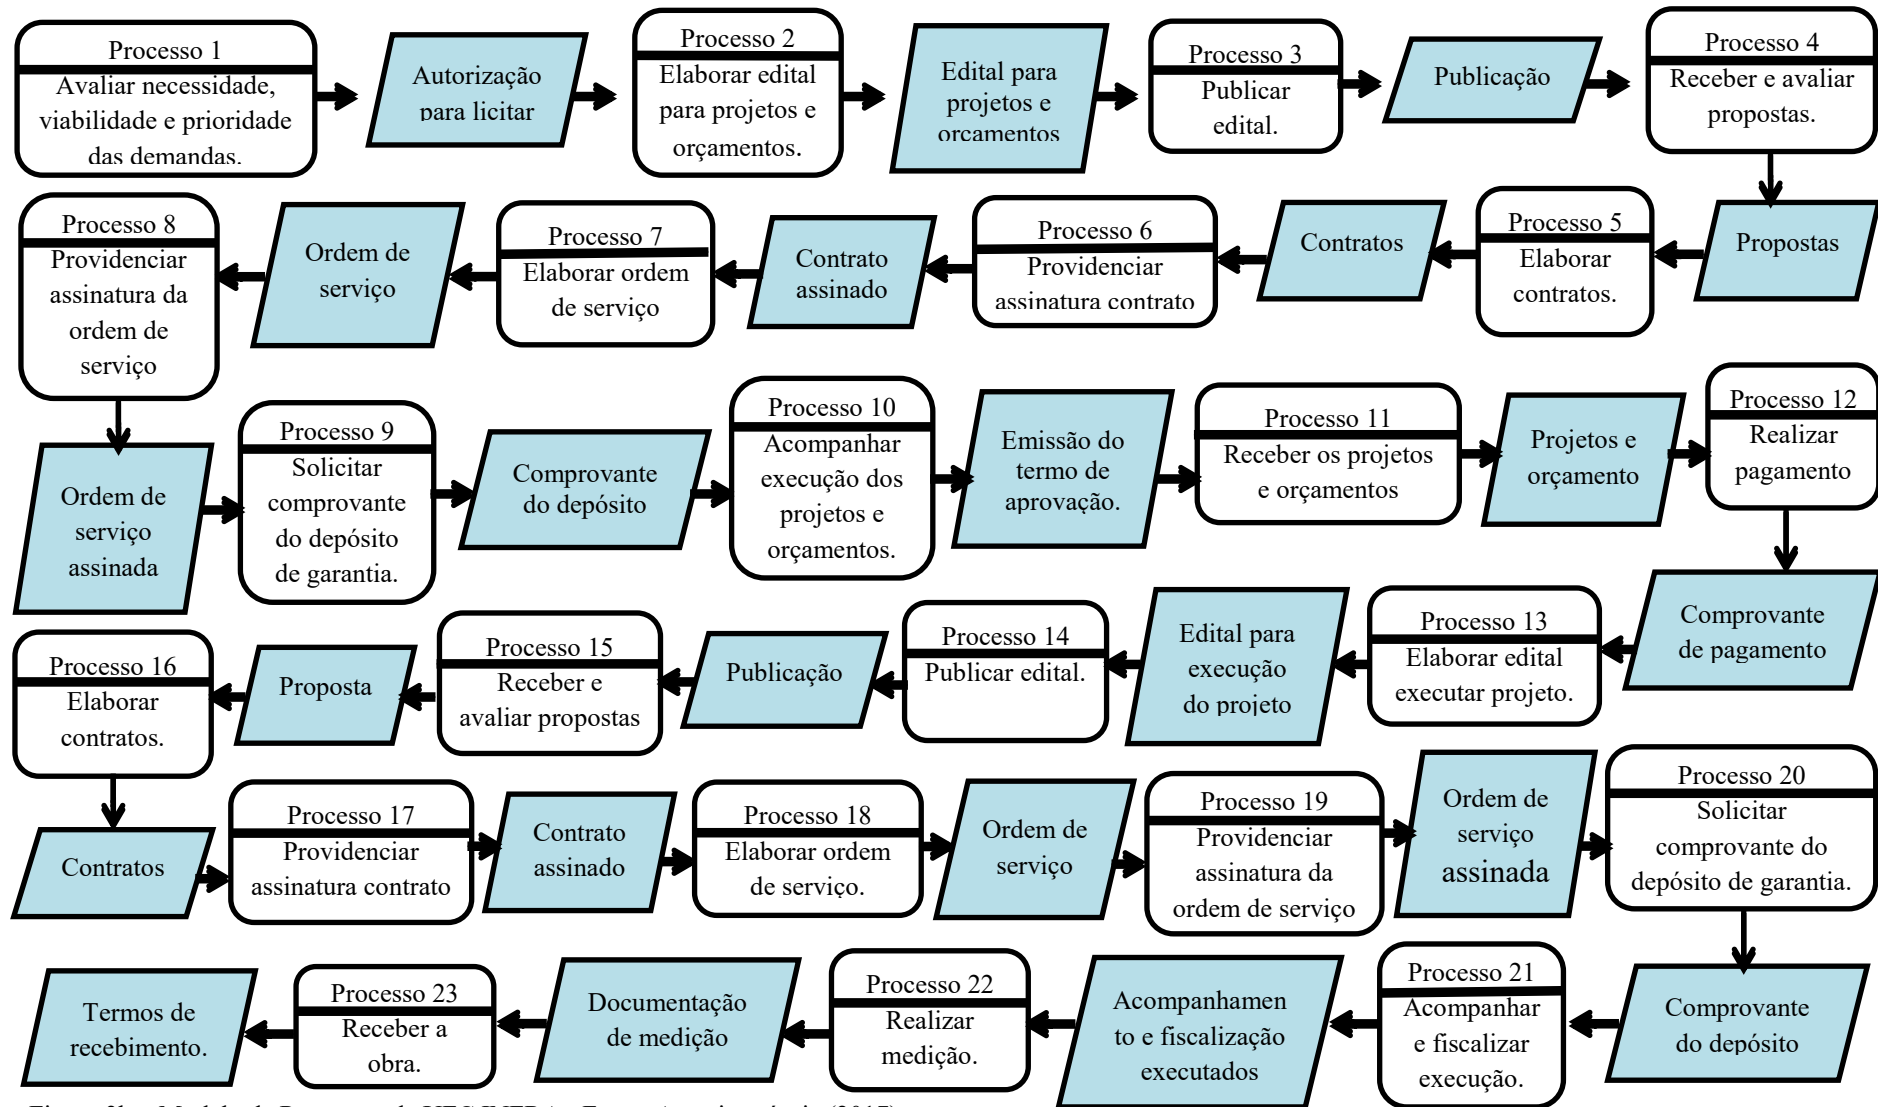 Processo 1
Avaliar necessidade,
viabilidade e prioridade
das demandas.
Autorização
para licitar
Processo 2
Elaborar edital
para projetos e
orçamentos.
Edital para
projetos e
orçamentos
Processo 3
Publicar
edital.
Publicação
Processo 4
Receber e avaliar
propostas.
Propostas
Processo 5
Elaborar
contratos.
Contratos
Processo 6
Providenciar
assinatura contrato
Contrato
assinado
Processo 7
Elaborar ordem
de serviço
Ordem de
serviço
Processo 8
Providenciar
assinatura da
ordem de
serviço
Ordem de
serviço
assinada
Processo 9
Solicitar
comprovante
do depósito
de garantia.
Comprovante
do depósito
Processo 10
Acompanhar
execução dos
projetos e
orçamentos.
Emissão do
termo de
aprovação.
Processo 11
Receber os projetos
e orçamentos
Projetos e
orçamento
Processo 12
Realizar
pagamento
Comprovante
de pagamento
Processo 13
Elaborar edital
executar projeto.
Edital para
execução
do projeto
Processo 14
Publicar edital.
Publicação
Processo 15
Receber e
avaliar propostas
Proposta
Processo 16
Elaborar
contratos.
Contratos
Processo 17
Providenciar
assinatura contrato
Contrato
assinado
Processo 18
Elaborar ordem
de serviço.
Ordem de
serviço
Processo 19
Providenciar
assinatura da
ordem de serviço
Ordem de
serviço
assinada
Processo 20
Solicitar
comprovante do
depósito de garantia.
Comprovante
do depósito
Processo 21
Acompanhar
e fiscalizar
execução.
Acompanhamen
to e fiscalização
executados
Processo 22
Realizar
medição.
Documentação
de medição
Processo 23
Receber a
obra.
Termos de
recebimento.